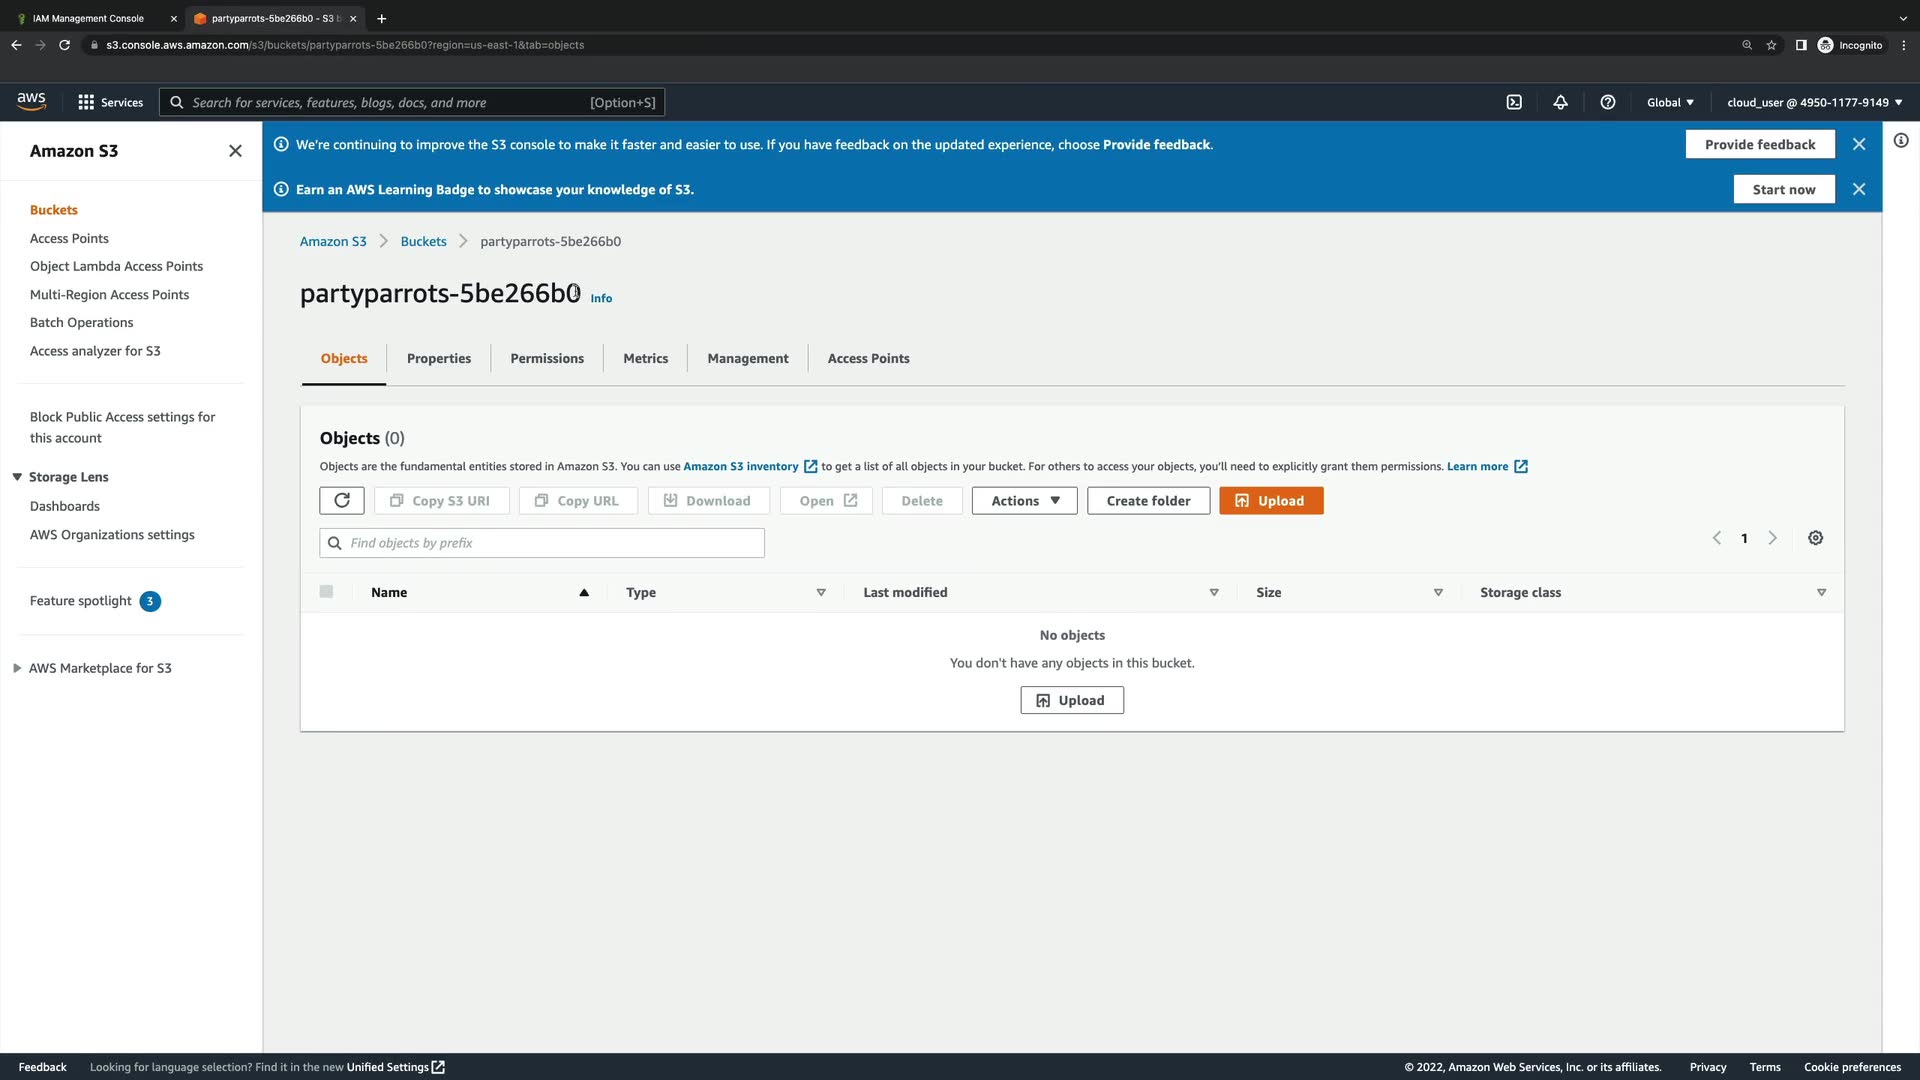 IAM Management Console
partyparrots-5be266b0 - S3 b
s3.console.aws.amazon.com/s3/buckets/partyparrots-5be266b0?region=us-east-1&tab=objects
Incognito
aws
Services
Search for services, features, blogs, docs, and more
[Option+S]
Global
cloud_user @ 4950-1177-9149
Amazon S3
Buckets
Access Points
Object Lambda Access Points
Multi-Region Access Points
Batch Operations
Access analyzer for S3
Block Public Access settings for
this account
Storage Lens
Dashboards
AWS Organizations settings
Feature spotlight 3
AWS Marketplace for S3
We're continuing to improve the S3 console to make it faster and easier to use. If you have feedback on the updated experience, choose Provide feedback.
Provide feedback
Earn an AWS Learning Badge to showcase your knowledge of S3.
Start now
Amazon S3 Buckets partyparrots-5be266b0
partyparrots-5be266b0 Info
Objects Properties Permissions Metrics Management Access Points
Objects (0)
Objects are the fundamental entities stored in Amazon S3. You can use Amazon S3 inventory to get a list of all objects in your bucket. For others to access your objects, you'll need to explicitly grant them permissions. Learn more
Copy S3 URI Copy URL Download Open Delete Actions Create folder Upload
Find objects by prefix
1
Name Type Last modified Size Storage class
No objects
You don't have any objects in this bucket.
Upload
Feedback Looking for language selection? Find it in the new Unified Settings
© 2022, Amazon Web Services, Inc. or its affiliates. Privacy Terms Cookie preferences